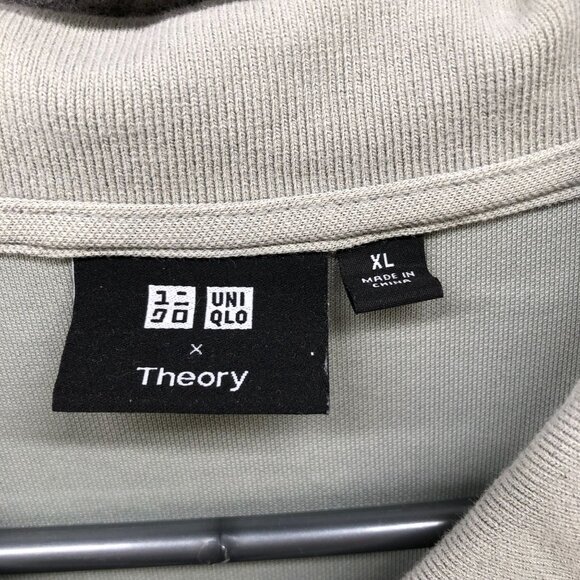 ユニ UNI
クロ QLO
x
Theory
XL
MADE IN
CHINA